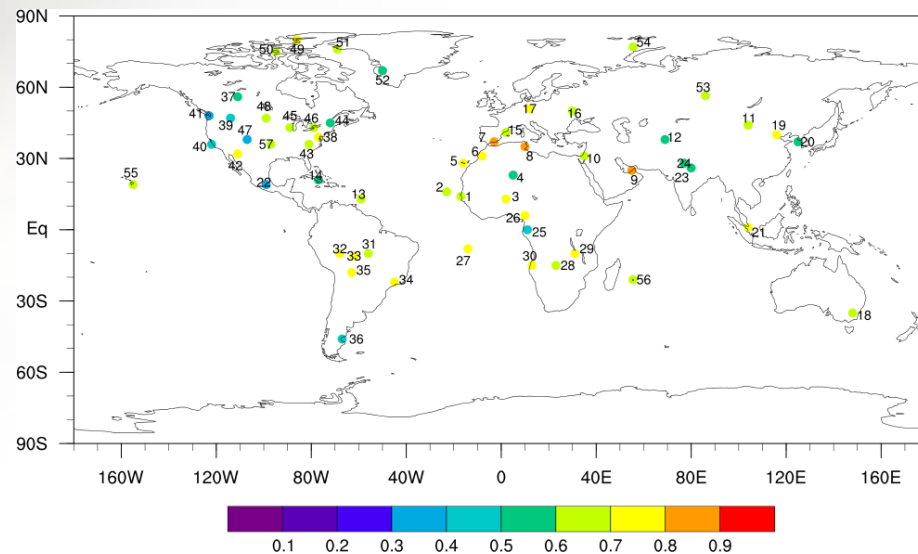 90N
50 49 51 54
60N
37 52 53
41 39 48 45 46 44 17 16 11 19
47 38 7 15 12 20
40 57 43 6 8
30N
42 5 10 24
55 22 14 4 9 23
13 2 1 3
Eq
26 25 21
32 31 29
33 27 30 28
35 34 56
30S
18
36
60S
90S
160W 120W 80W 40W 0 40E 80E 120E 160E
0.1 0.2 0.3 0.4 0.5 0.6 0.7 0.8 0.9